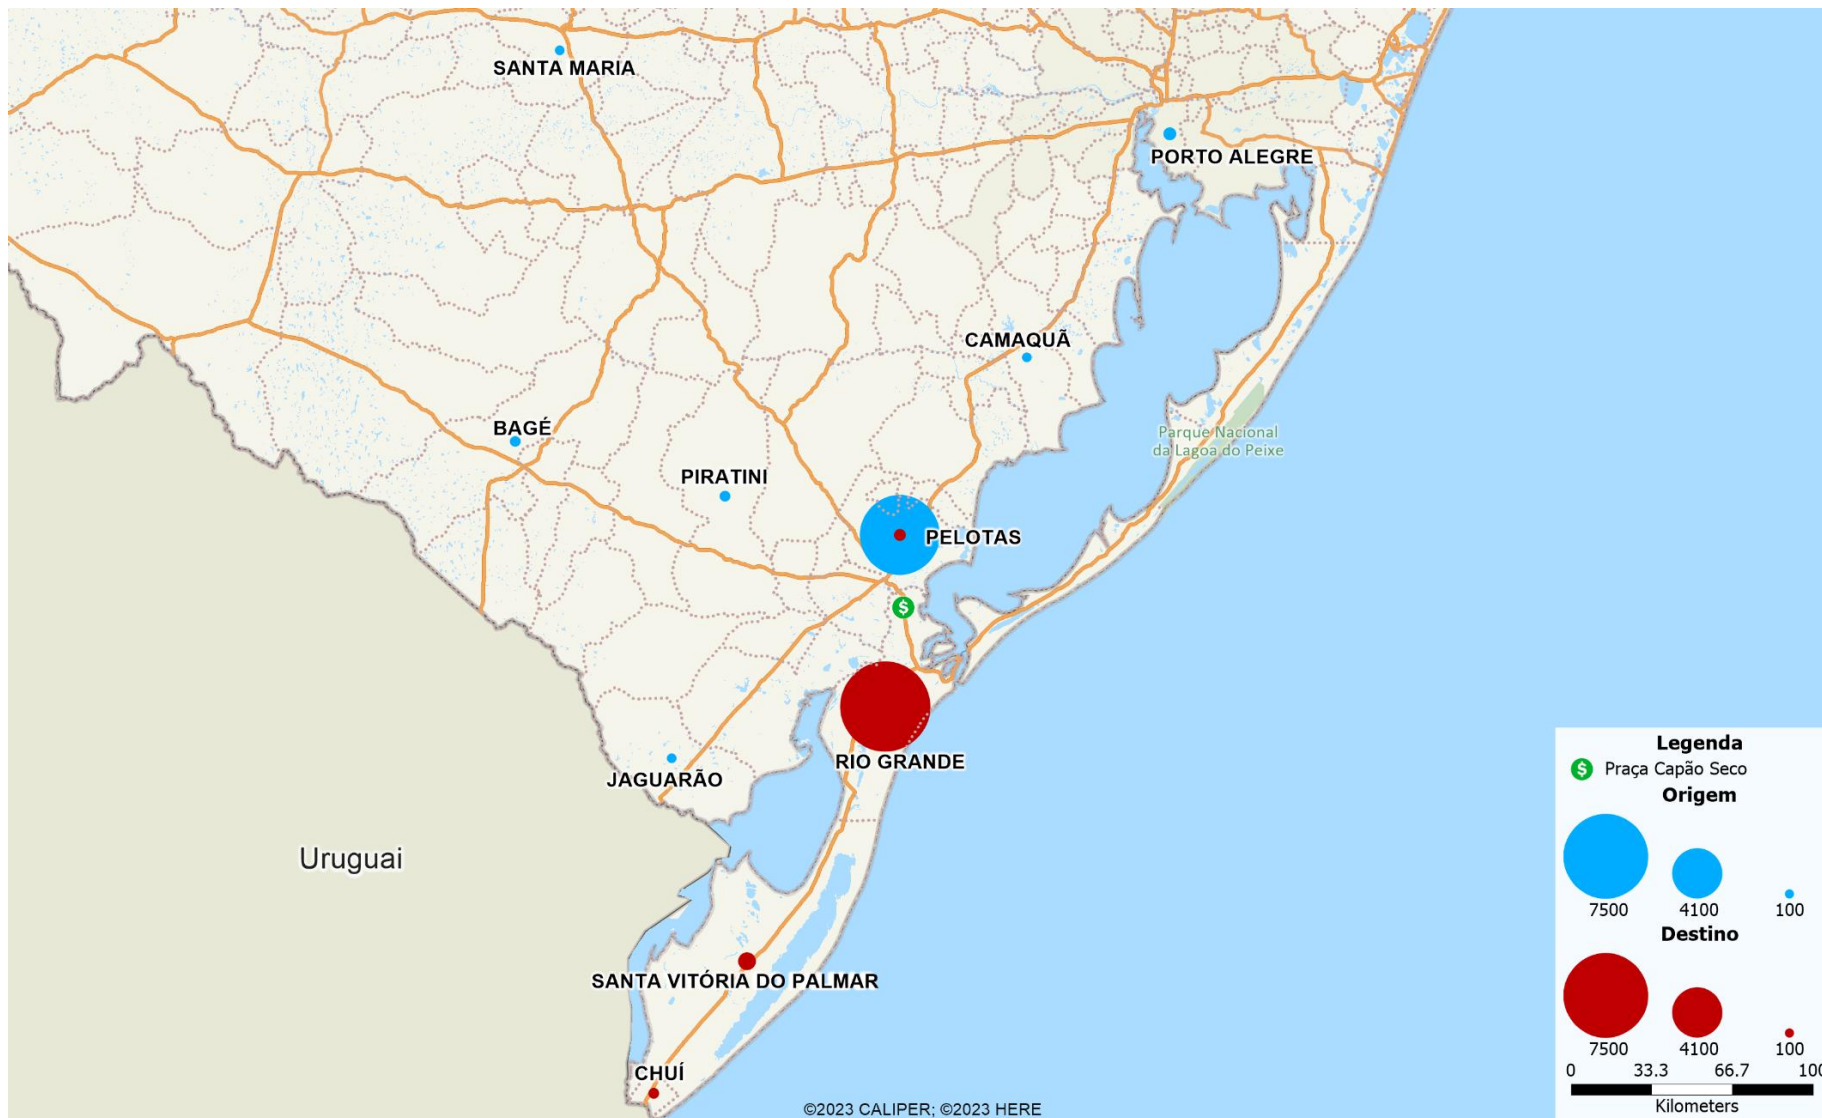 SANTA MARIA
PORTO ALEGRE
CAMAQUÃ
BAGÉ
Parque Nacional
da Lagoa do Peixe
PIRATINI
PELOTAS
$
RIO GRANDE
JAGUARÃO
Uruguai
SANTA VITÓRIA DO PALMAR
CHUÍ
©2023 CALIPER; ©2023 HERE
Legenda
$ Praça Capão Seco
Origem
7500 4100 100
Destino
7500 4100 100
0 33.3 66.7 100
Kilometers